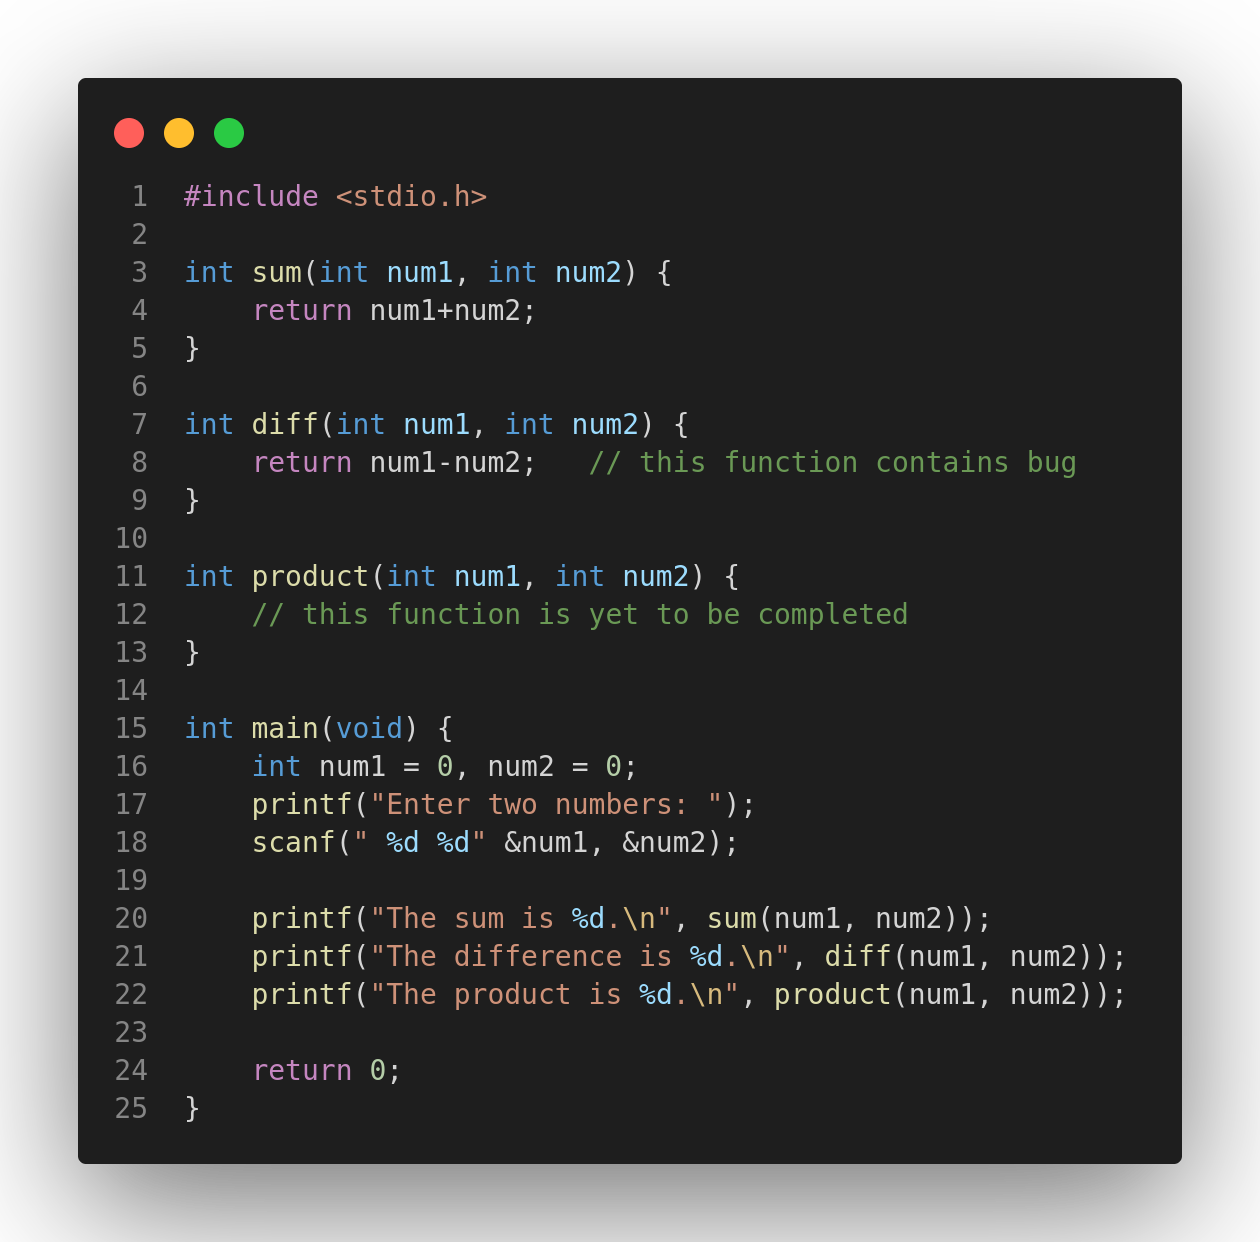 1 #include <stdio.h>
2
3 int sum(int num1, int num2) {
4     return num1+num2;
5 }
6
7 int diff(int num1, int num2) {
8     return num1-num2;   // this function contains bug
9 }
10
11 int product(int num1, int num2) {
12     // this function is yet to be completed
13 }
14
15 int main(void) {
16     int num1 = 0, num2 = 0;
17     printf("Enter two numbers: ");
18     scanf(" %d %d" &num1, &num2);
19
20     printf("The sum is %d.\n", sum(num1, num2));
21     printf("The difference is %d.\n", diff(num1, num2));
22     printf("The product is %d.\n", product(num1, num2));
23
24     return 0;
25 }